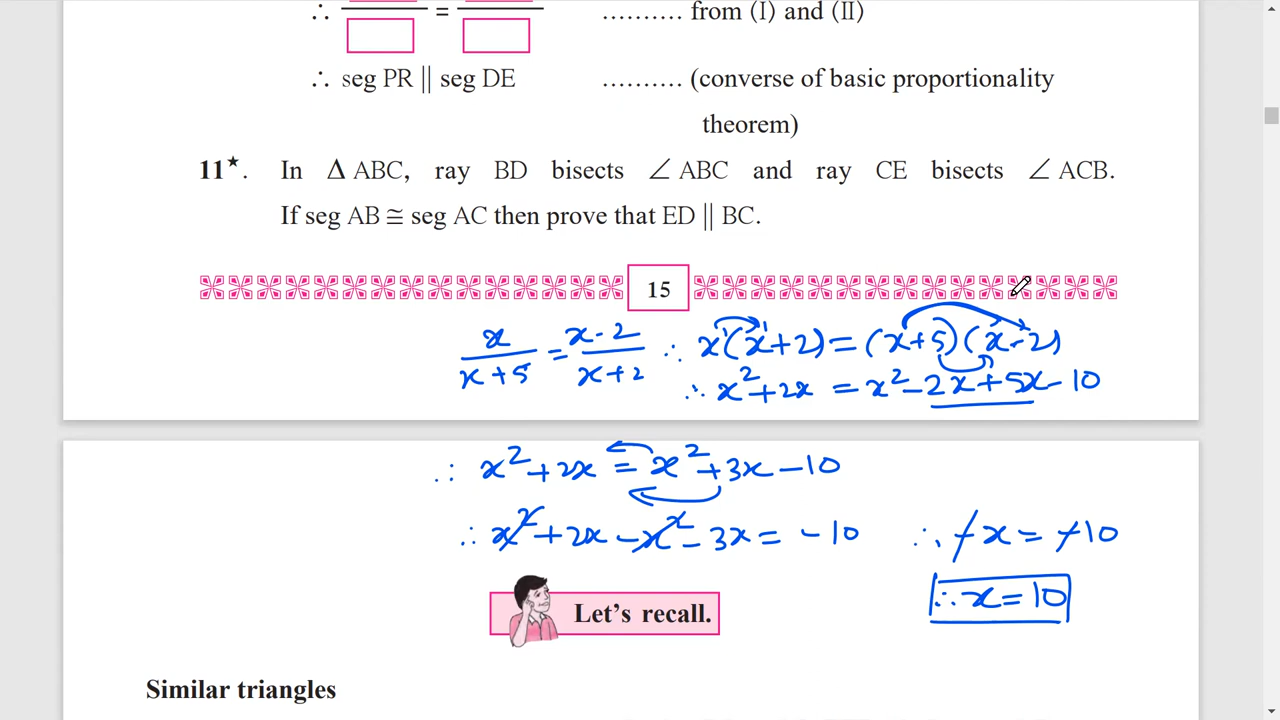 ∴ = .......... from (I) and (II)
∴ seg PR || seg DE .......... (converse of basic proportionality
theorem)
11★. In Δ ABC, ray BD bisects ∠ ABC and ray CE bisects ∠ ACB.
If seg AB ≅ seg AC then prove that ED || BC.
15
x/(x+5) = (x-2)/(x+2) ∴ x(x+2) = (x+5)(x-2)
∴ x² + 2x = x² - 2x + 5x - 10
∴ x² + 2x = x² + 3x - 10
∴ x² + 2x - x² - 3x = -10 ∴ -x = -10
∴ x = 10
Let's recall.
Similar triangles